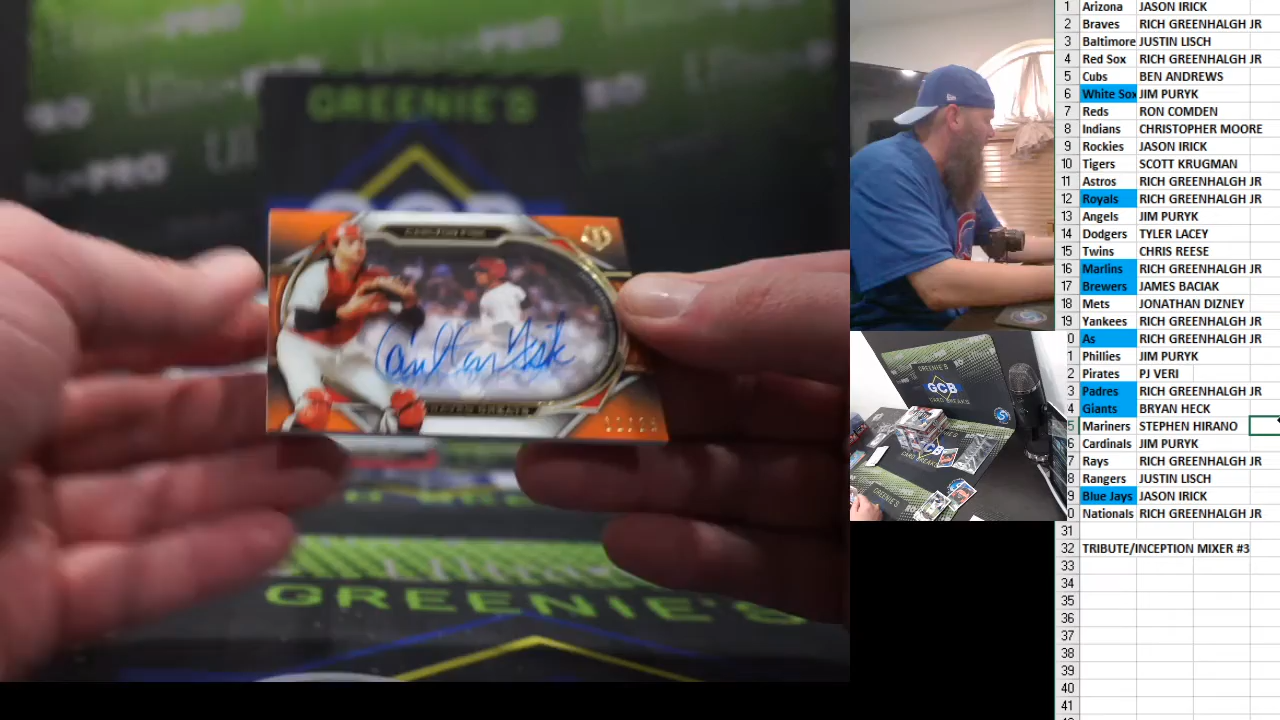 GREENIE'S
GREENIE'S
GCB
CARD BREAKS
GREENIE'S
1 Arizona JASON IRICK
2 Braves RICH GREENHALGH JR
3 Baltimore JUSTIN LISCH
4 Red Sox RICH GREENHALGH JR
5 Cubs BEN ANDREWS
6 White Sox JIM PURYK
7 Reds RON COMDEN
8 Indians CHRISTOPHER MOORE
9 Rockies JASON IRICK
10 Tigers SCOTT KRUGMAN
11 Astros RICH GREENHALGH JR
12 Royals RICH GREENHALGH JR
13 Angels JIM PURYK
14 Dodgers TYLER LACEY
15 Twins CHRIS REESE
16 Marlins RICH GREENHALGH JR
17 Brewers JAMES BACIAK
18 Mets JONATHAN DIZNEY
19 Yankees RICH GREENHALGH JR
0 As RICH GREENHALGH JR
1 Phillies JIM PURYK
2 Pirates PJ VERI
3 Padres RICH GREENHALGH JR
4 Giants BRYAN HECK
5 Mariners STEPHEN HIRANO
6 Cardinals JIM PURYK
7 Rays RICH GREENHALGH JR
8 Rangers JUSTIN LISCH
9 Blue Jays JASON IRICK
0 Nationals RICH GREENHALGH JR
31
32 TRIBUTE/INCEPTION MIXER #3
33
34
35
36
37
38
39
40
41